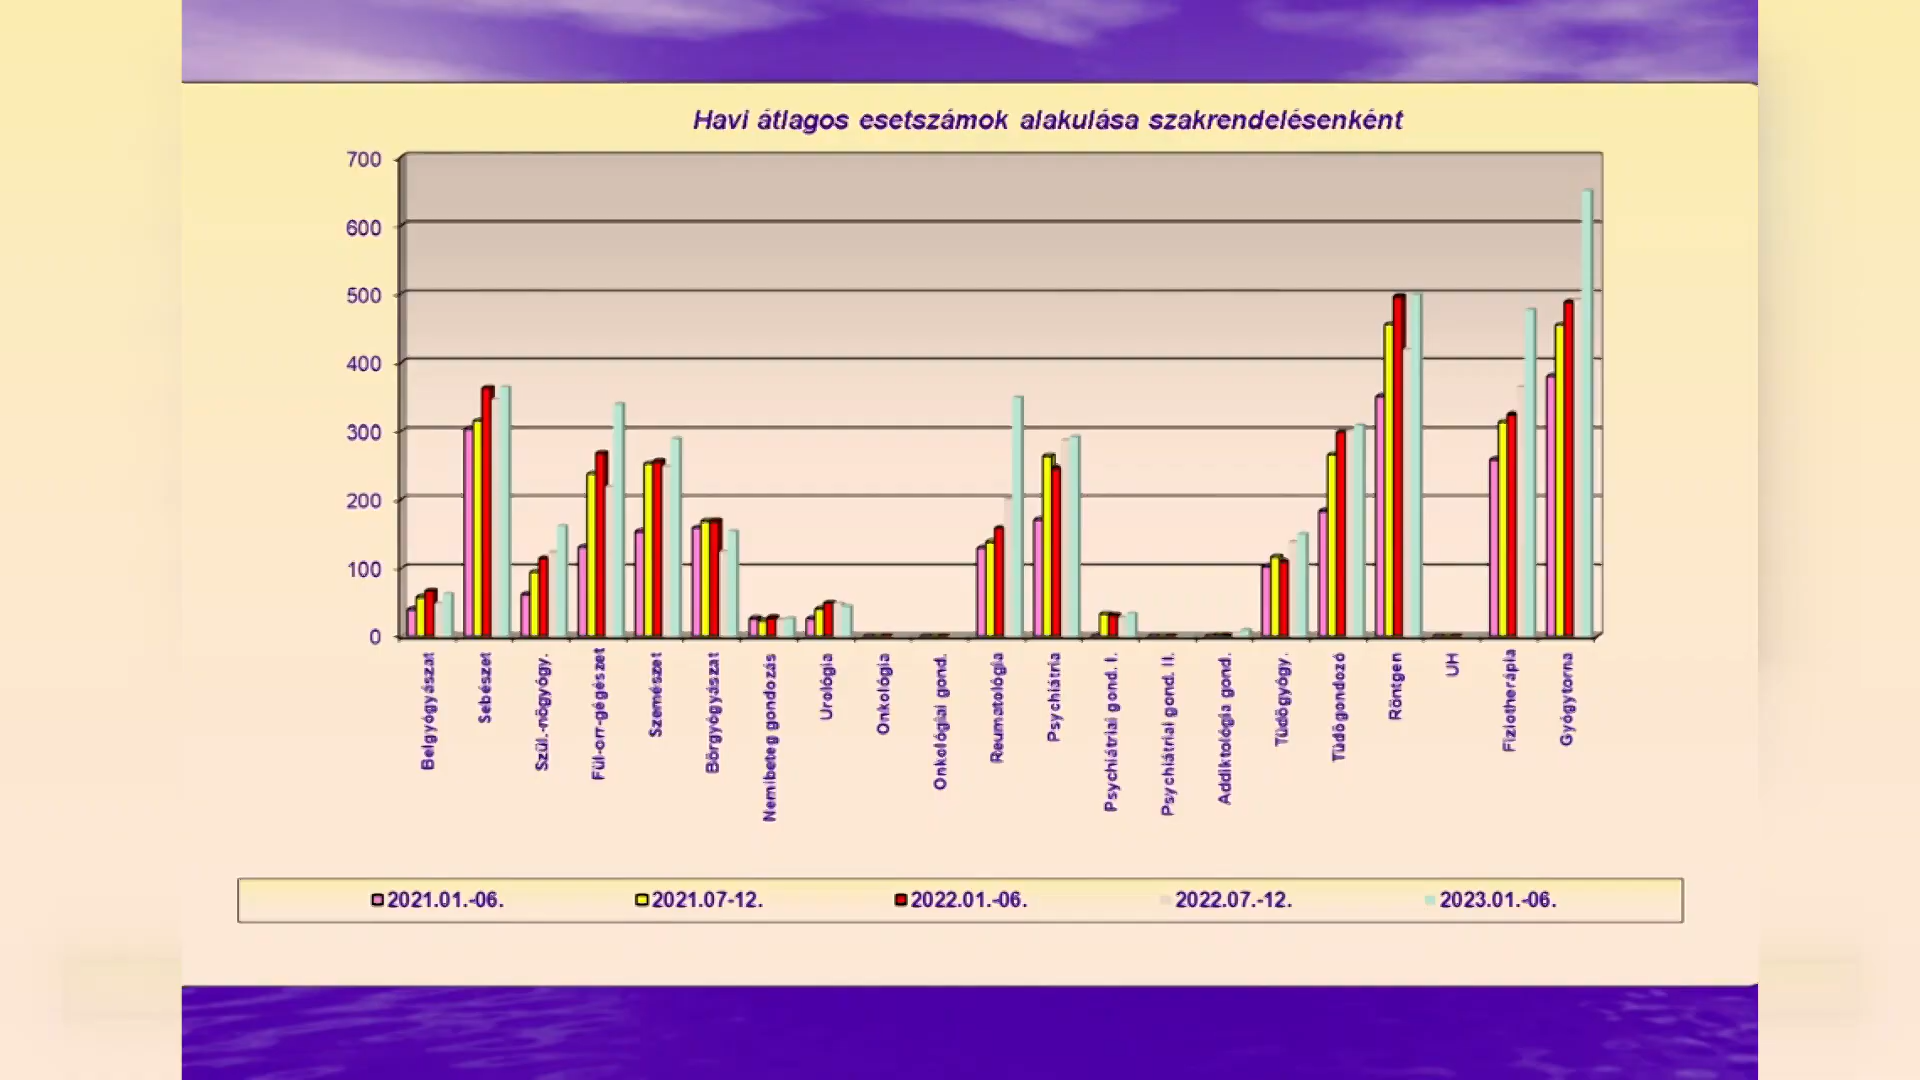 Havi átlagos esetszámok alakulása szakrendelésenként
700
600
500
400
300
200
100
0
Belgyógyászat
Sebészet
Szül.-nőgyógy.
Fül-orr-gégészet
Szemészet
Bőrgyógyászat
Nemibeteg gondozás
Urológia
Onkológia
Onkológiai gond.
Reumatológia
Psychiátria
Psychiátriai gond. I.
Psychiátriai gond. II.
Addiktológia gond.
Tüdőgyógy.
Tüdőgondozó
Röntgen
UH
Fiziotherápia
Gyógytorna
2021.01.-06.
2021.07-12.
2022.01.-06.
2022.07.-12.
2023.01.-06.